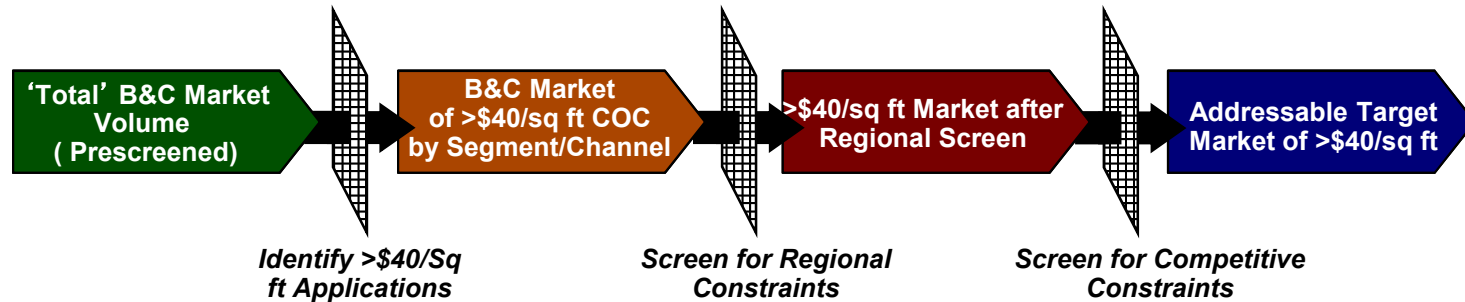 ‘Total’ B&C Market
Volume
( Prescreened)
B&C Market
of >$40/sq ft COC
by Segment/Channel
>$40/sq ft Market after
Regional Screen
Addressable Target
Market of >$40/sq ft
Identify >$40/Sq
ft Applications
Screen for Regional
Constraints
Screen for Competitive
Constraints